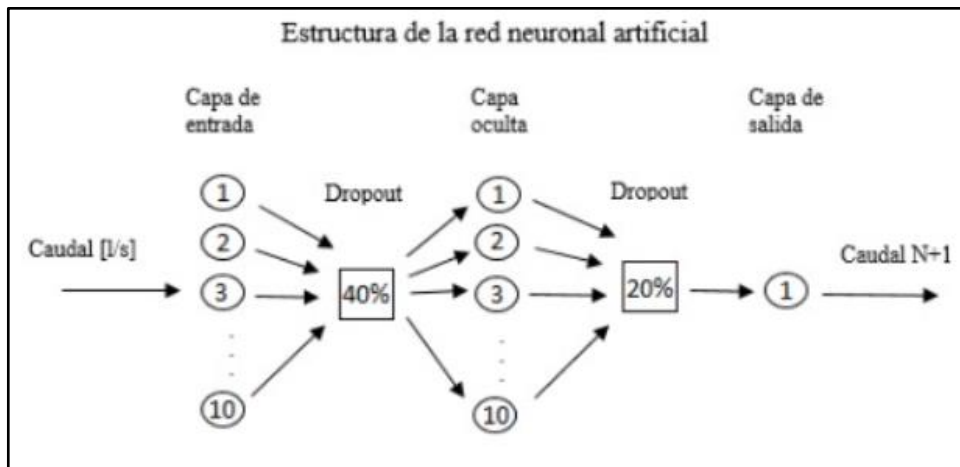 Estructura de la red neuronal artificial
Capa de
entrada
Capa
oculta
Capa de
salida
1
Dropout
1
Dropout
2
2
Caudal [l/s]
Caudal N+1
3
40%
3
20%
1
10
10